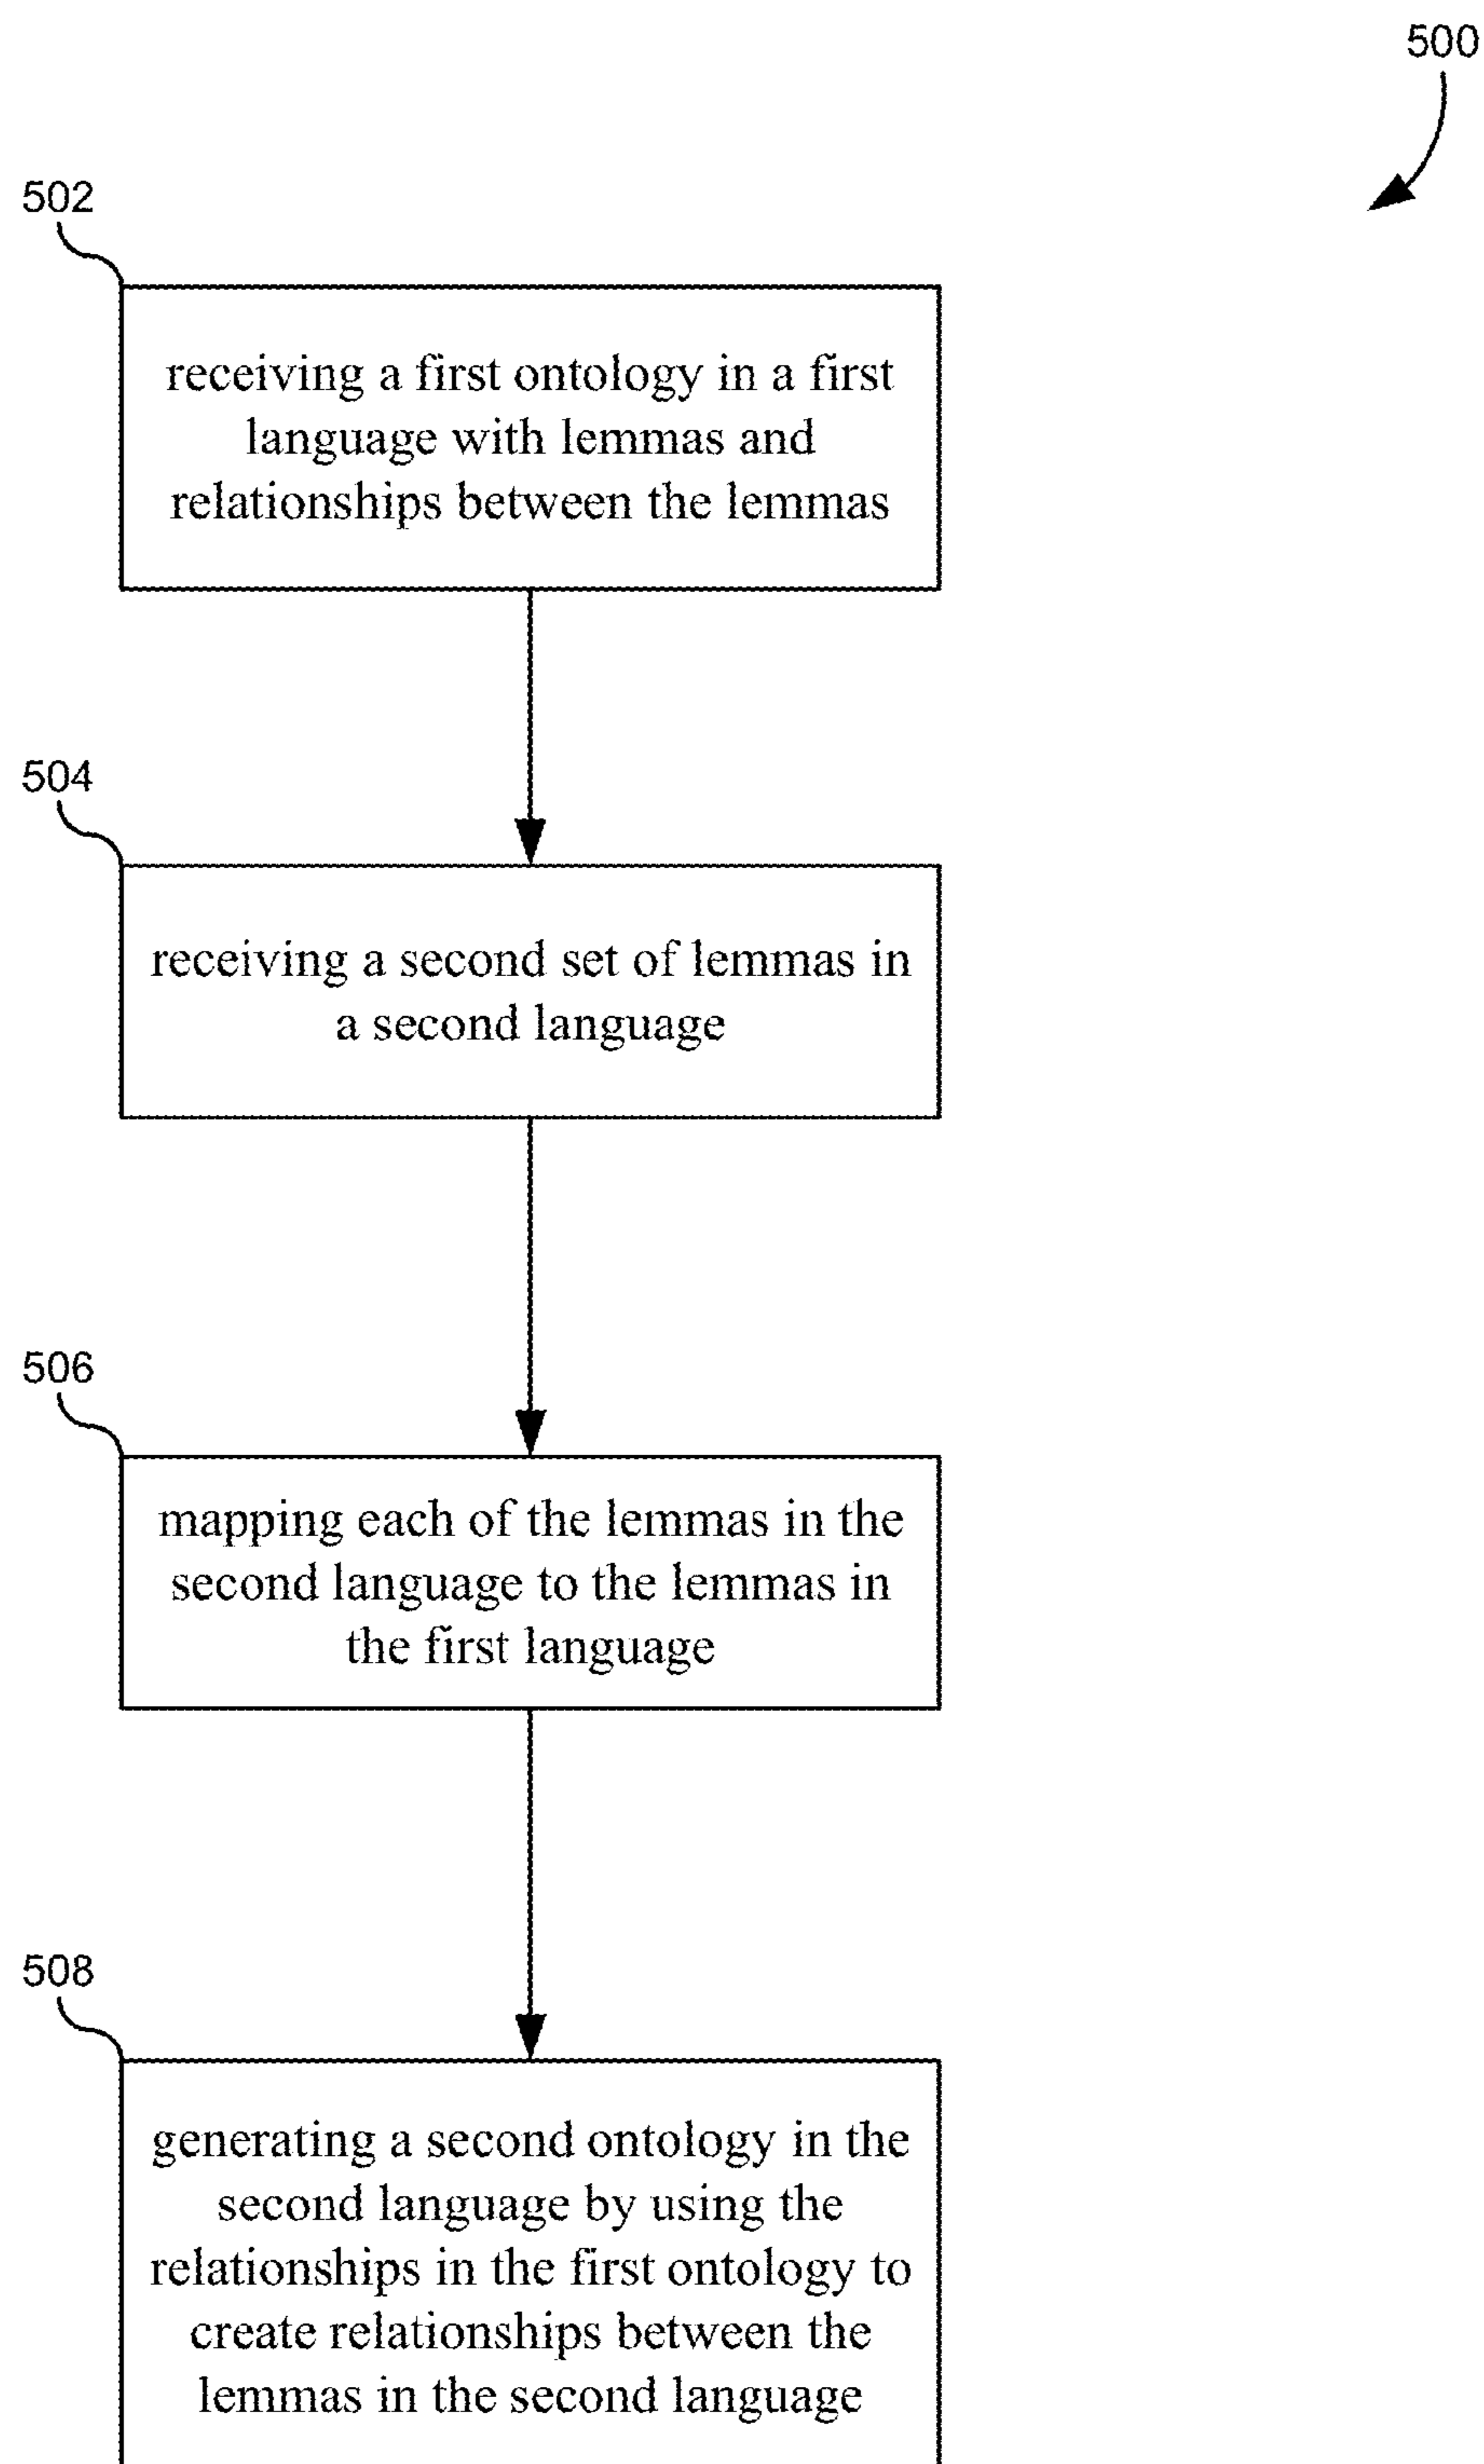 500
502
receiving a first ontology in a first
language with lemmas and
relationships between the lemmas
504
receiving a second set of lemmas in
a second language
506
mapping each of the lemmas in the
second language to the lemmas in
the first language
508
generating a second ontology in the
second language by using the
relationships in the first ontology to
create relationships between the
lemmas in the second language